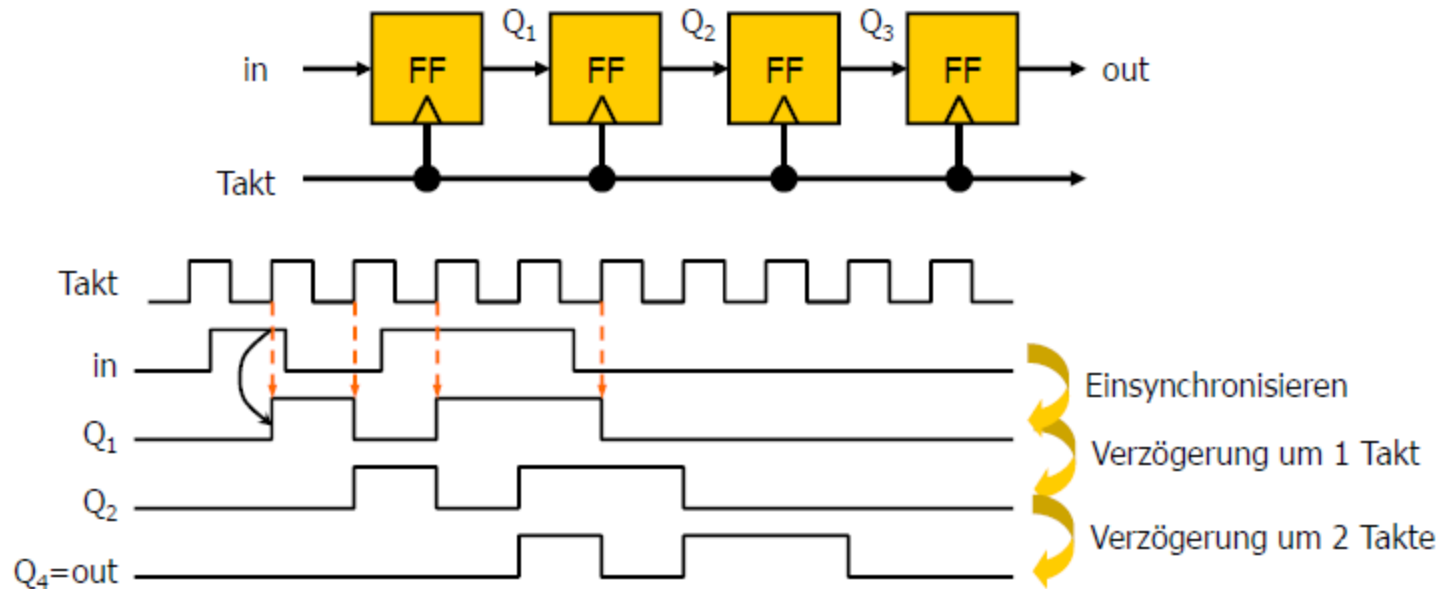 Q₁ Q₂ Q₃
in FF FF FF FF out
Takt
Takt
in
Einsynchronisieren
Q₁
Verzögerung um 1 Takt
Q₂
Verzögerung um 2 Takte
Q₄=out